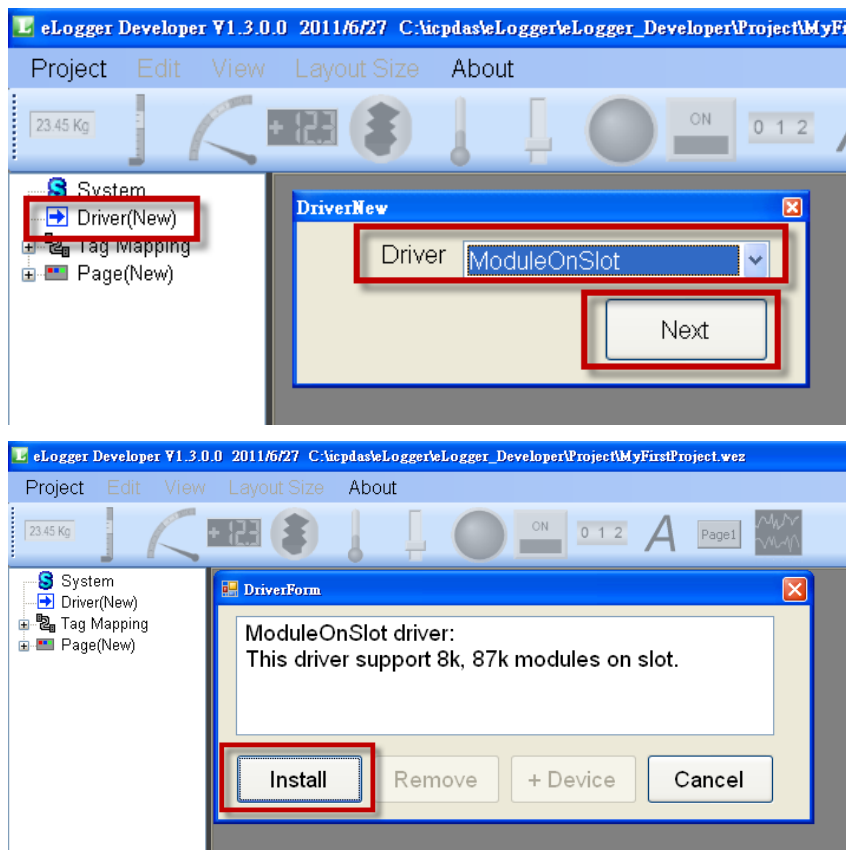 eLogger Developer V1.3.0.0 2011/6/27 C:\icpdas\eLogger\eLogger_Developer\Project\MyFi
Project Edit View Layout Size About
23.45 Kg +12.3 ON 0 1 2
System
Driver(New)
Tag Mapping
Page(New)
DriverNew
Driver ModuleOnSlot
Next
eLogger Developer V1.3.0.0 2011/6/27 C:\icpdas\eLogger\eLogger_Developer\Project\MyFirstProject.wez
Project Edit View Layout Size About
23.45 Kg +12.3 ON 0 1 2 A Page1
System
Driver(New)
Tag Mapping
Page(New)
DriverForm
ModuleOnSlot driver:
This driver support 8k, 87k modules on slot.
Install Remove + Device Cancel